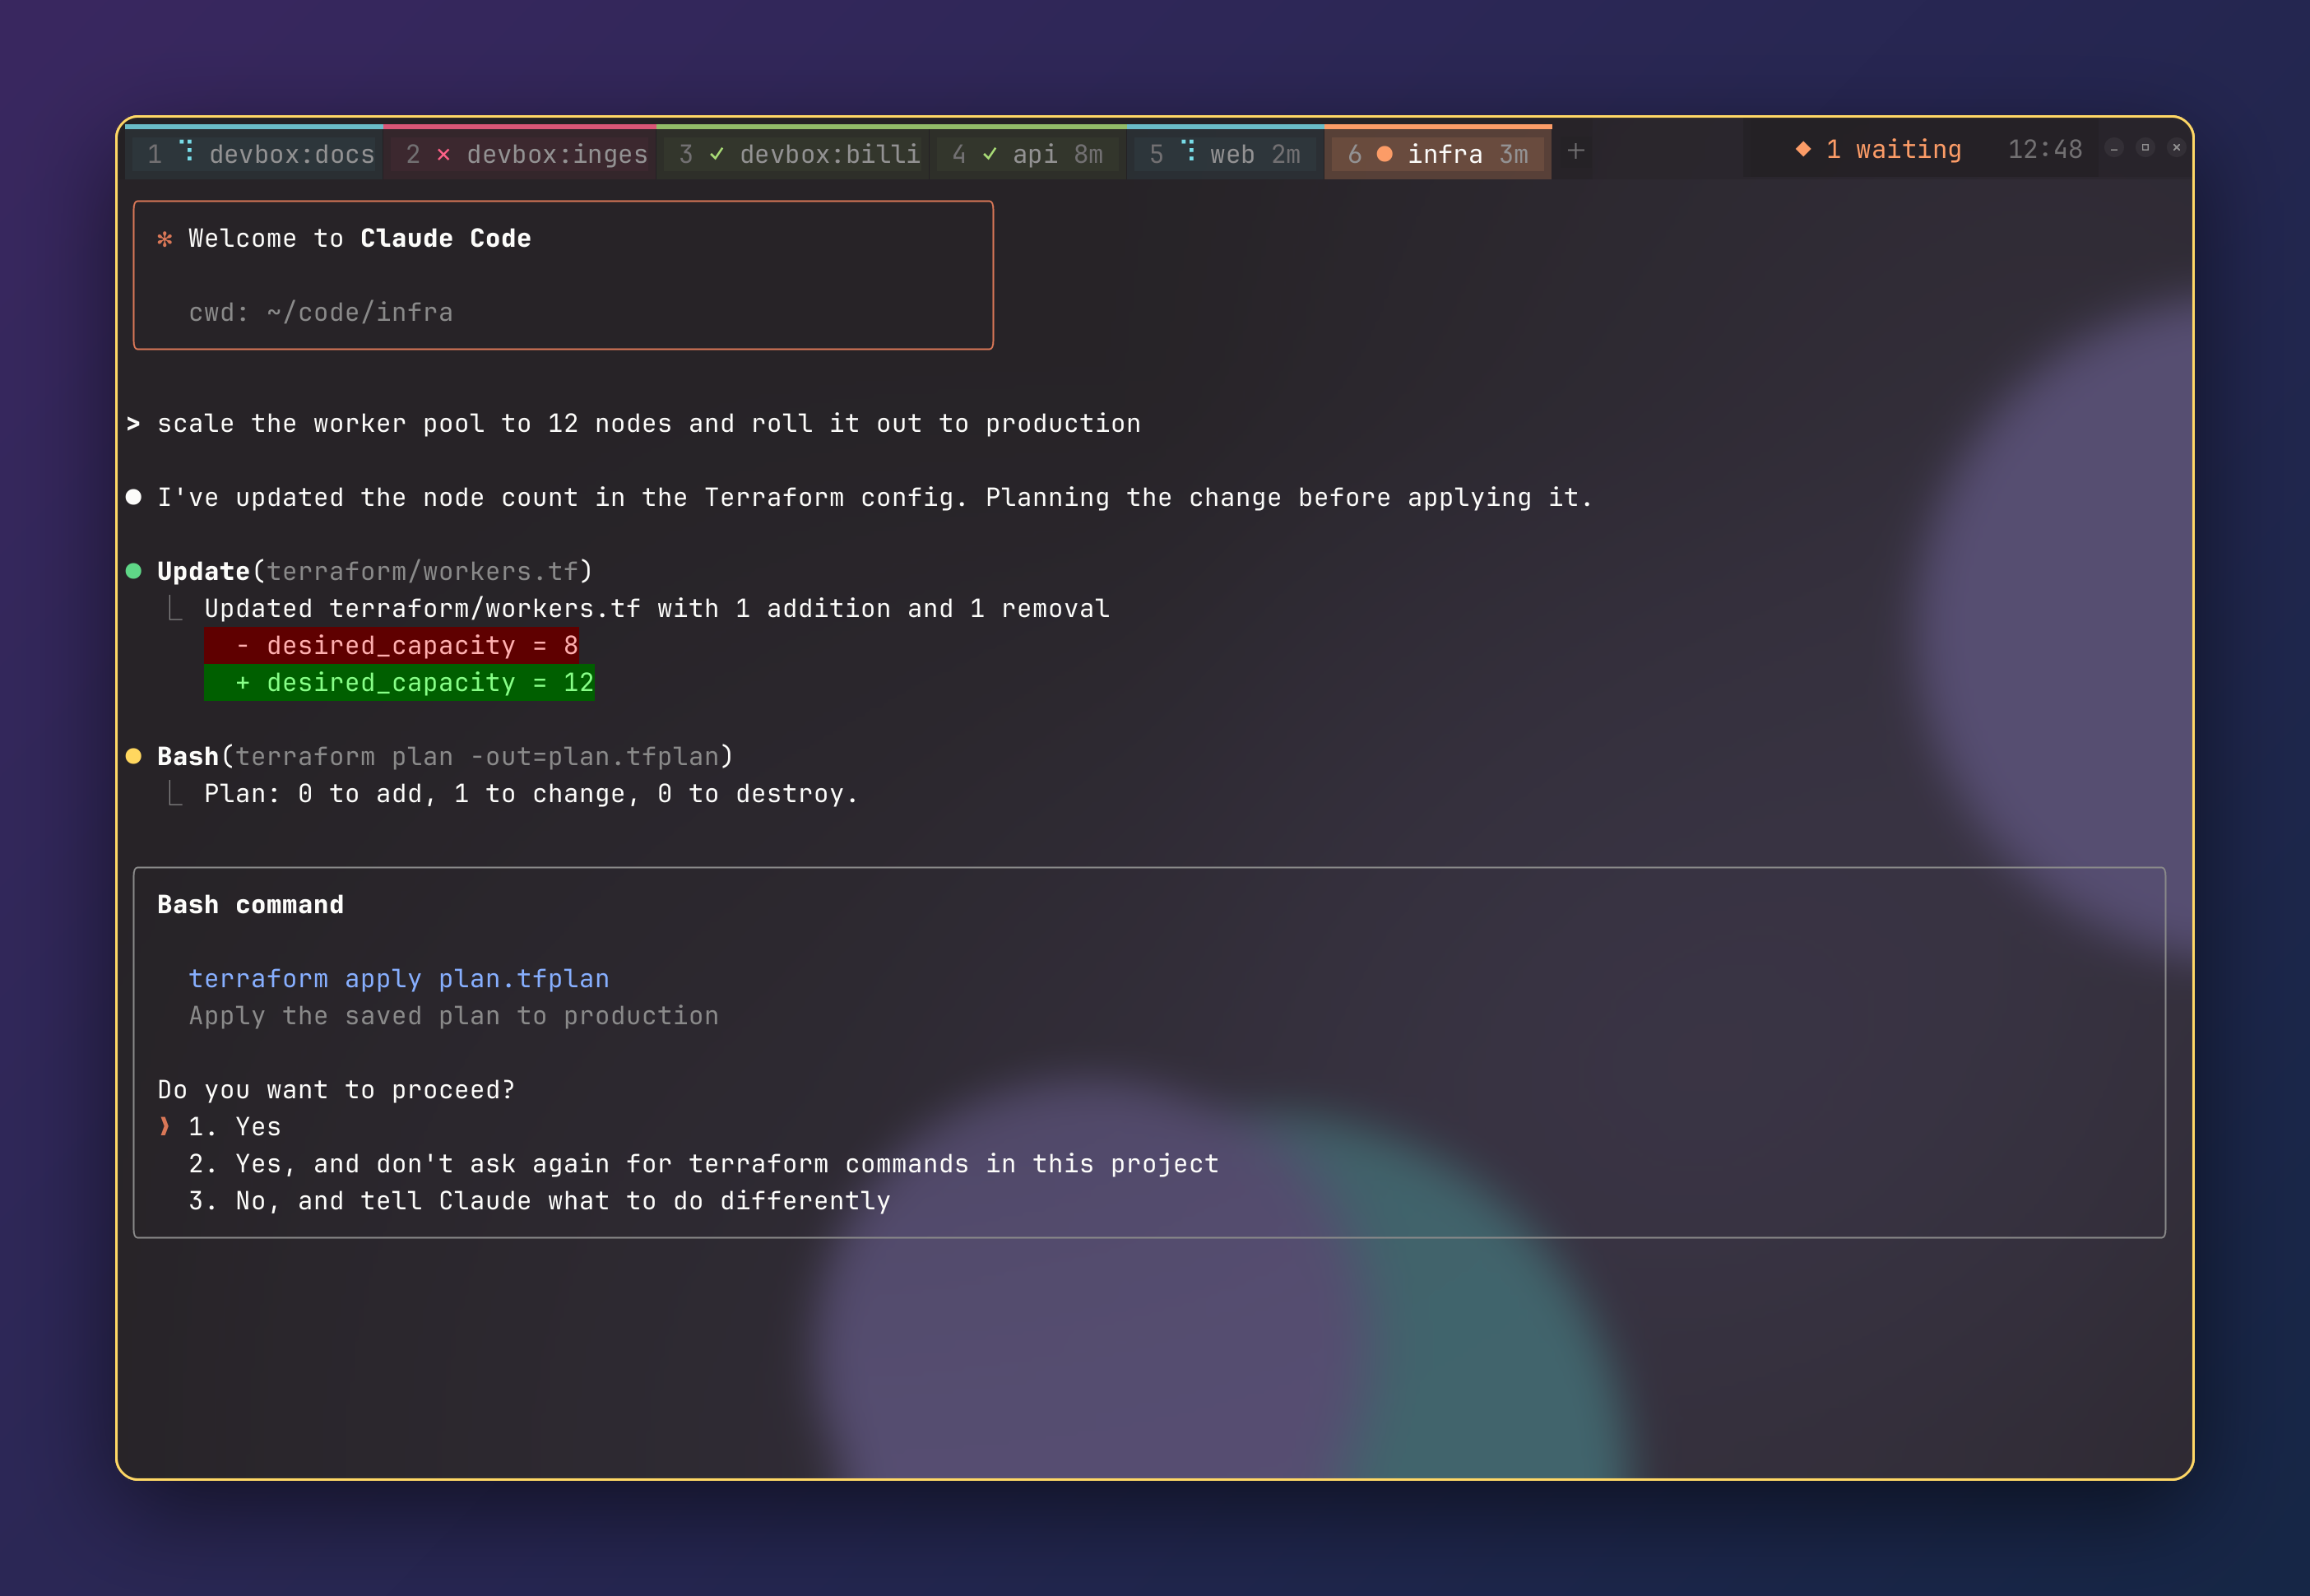 1 ⠹ devbox:docs 2 × devbox:inges 3 ✓ devbox:billi 4 ✓ api 8m 5 ⠹ web 2m 6 ● infra 3m + ◆ 1 waiting 12:48
✻ Welcome to Claude Code
cwd: ~/code/infra
> scale the worker pool to 12 nodes and roll it out to production
● I've updated the node count in the Terraform config. Planning the change before applying it.
● Update(terraform/workers.tf)
⎿ Updated terraform/workers.tf with 1 addition and 1 removal
- desired_capacity = 8
+ desired_capacity = 12
● Bash(terraform plan -out=plan.tfplan)
⎿ Plan: 0 to add, 1 to change, 0 to destroy.
Bash command
terraform apply plan.tfplan
Apply the saved plan to production
Do you want to proceed?
❯ 1. Yes
2. Yes, and don't ask again for terraform commands in this project
3. No, and tell Claude what to do differently